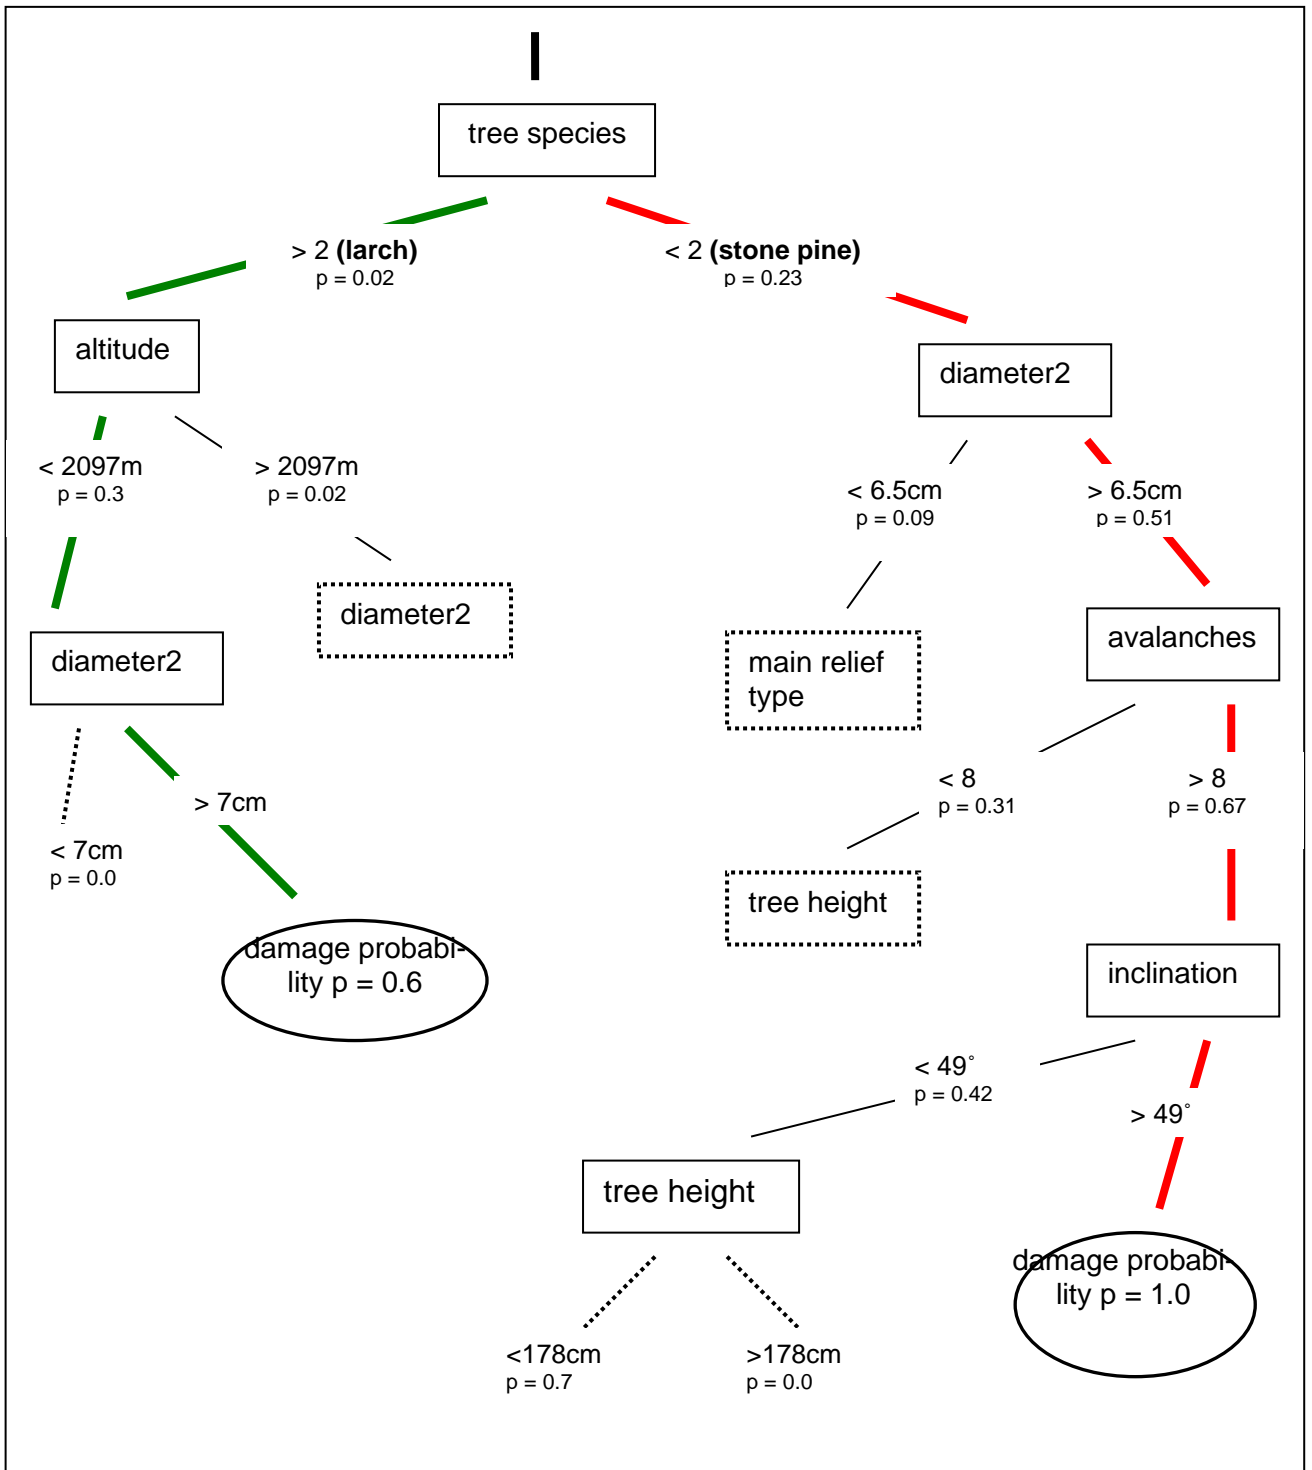 tree species
> 2 (larch)
p = 0.02
< 2 (stone pine)
p = 0.23
altitude
diameter2
< 2097m
p = 0.3
> 2097m
p = 0.02
< 6.5cm
p = 0.09
> 6.5cm
p = 0.51
diameter2
diameter2
main relief
type
avalanches
< 8
p = 0.31
> 8
p = 0.67
> 7cm
< 7cm
p = 0.0
tree height
damage probabi-
lity p = 0.6
inclination
< 49°
p = 0.42
> 49°
tree height
damage probabi-
lity p = 1.0
<178cm
p = 0.7
>178cm
p = 0.0